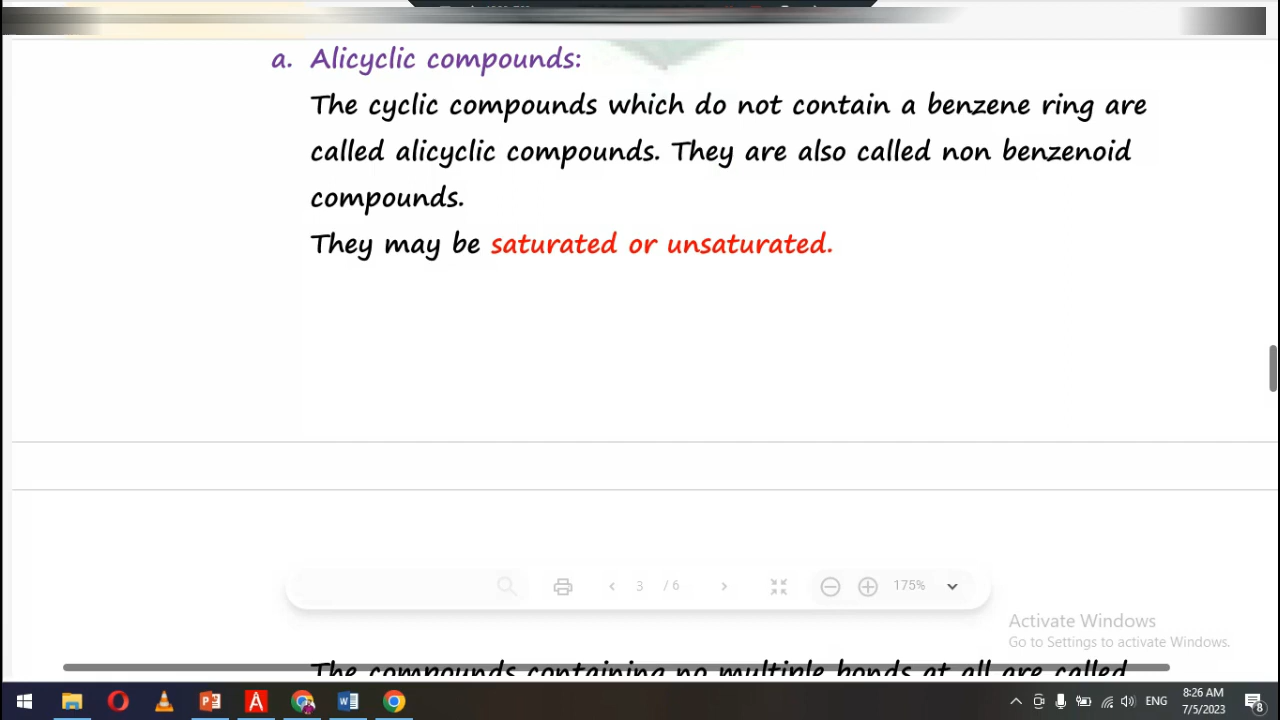 a. Alicyclic compounds:
The cyclic compounds which do not contain a benzene ring are
called alicyclic compounds. They are also called non benzenoid
compounds.
They may be saturated or unsaturated.
3 / 6 175%
Activate Windows
Go to Settings to activate Windows.
The compounds containing no multiple bonds at all are called
ENG
8:26 AM
7/5/2023
8